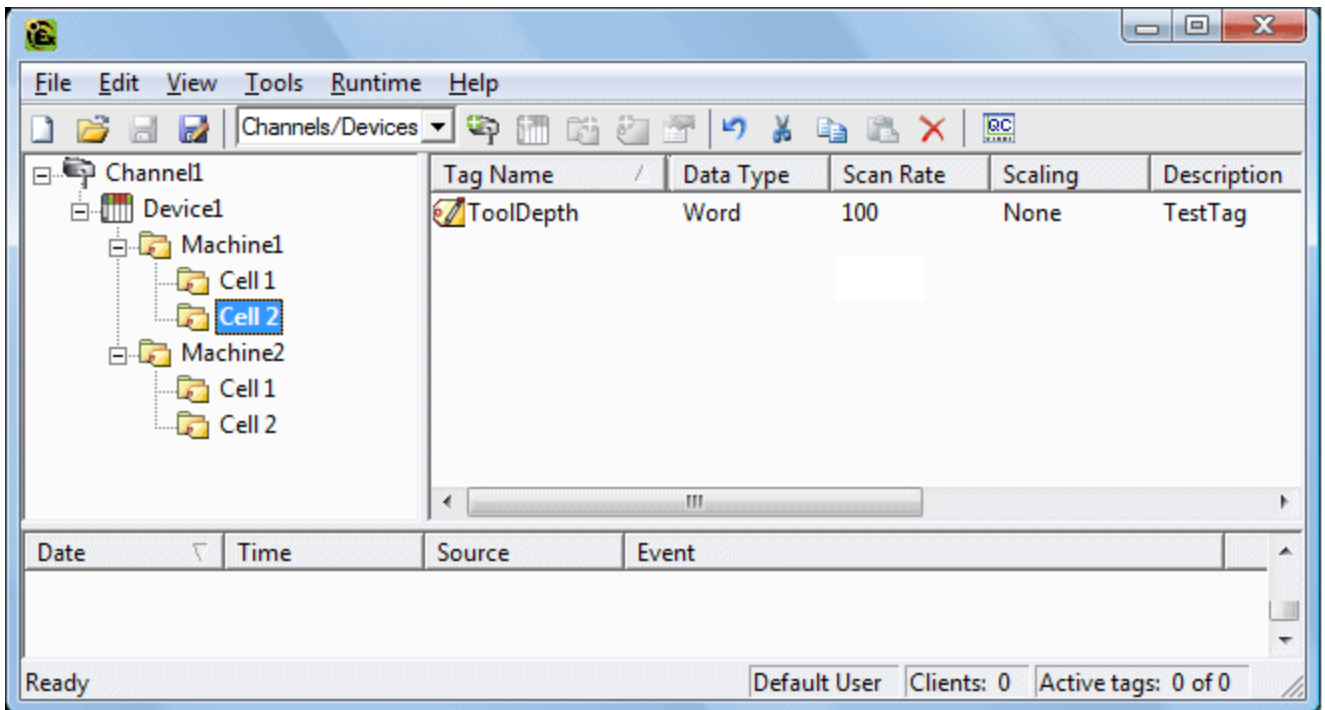 File Edit View Tools Runtime Help
Channels/Devices QC
Channel1
Device1
Machine1
Cell 1
Cell 2
Machine2
Cell 1
Cell 2
Tag Name Data Type Scan Rate Scaling Description
ToolDepth Word 100 None TestTag
Date Time Source Event
Ready Default User Clients: 0 Active tags: 0 of 0